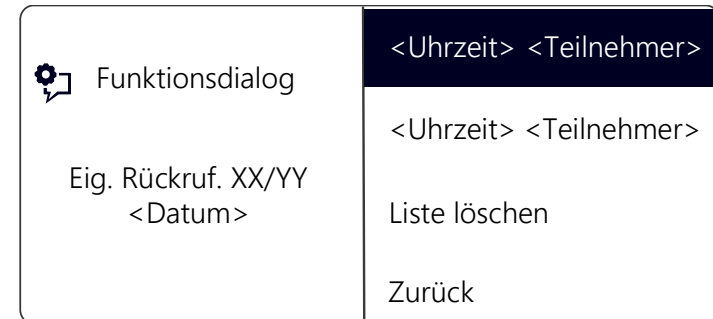 Funktionsdialog
Eig. Rückruf. XX/YY
<Datum>
<Uhrzeit> <Teilnehmer>
<Uhrzeit> <Teilnehmer>
Liste löschen
Zurück